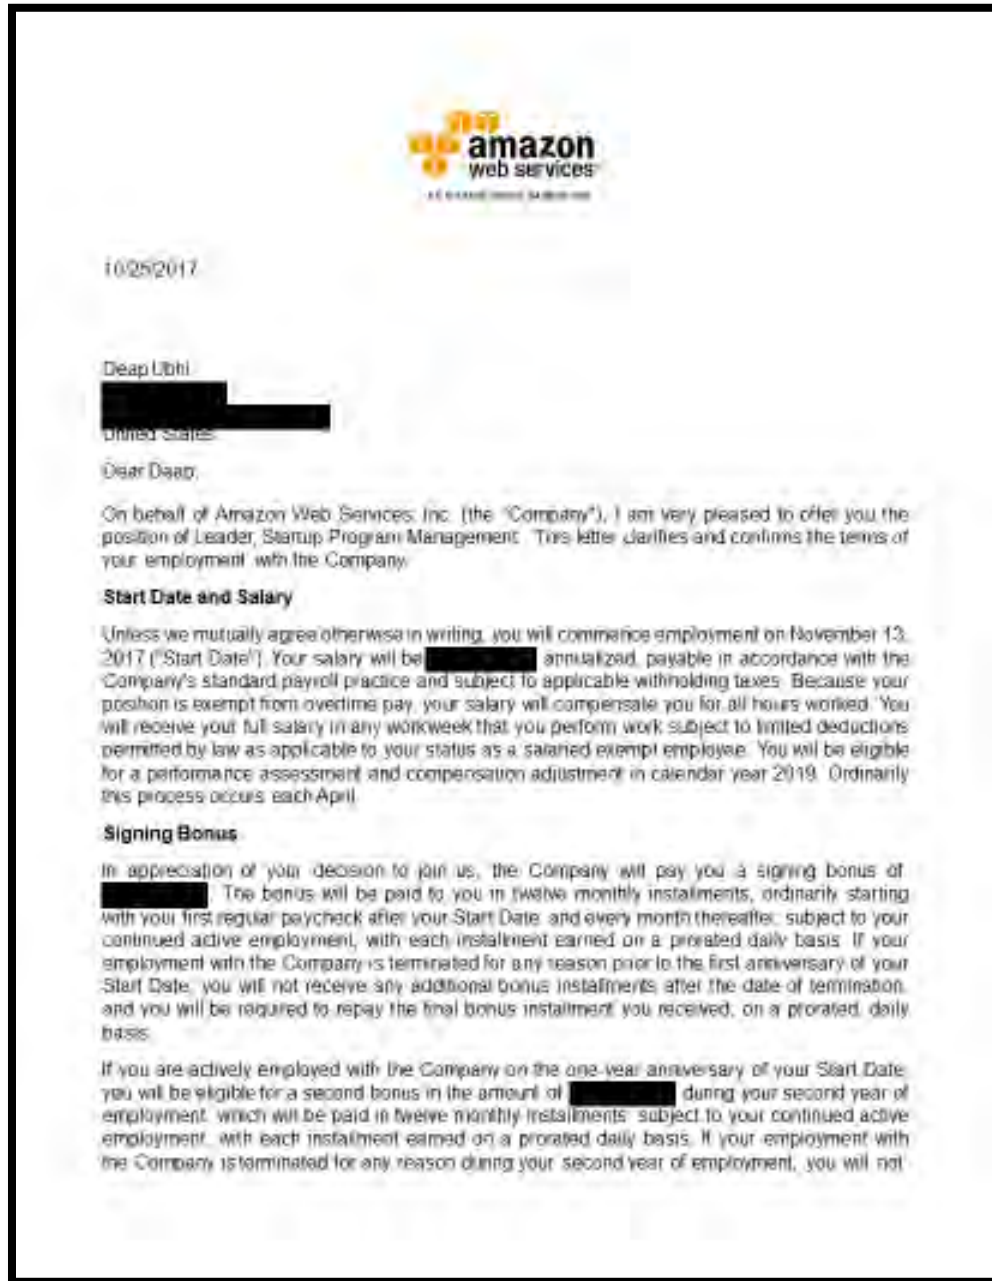 amazon
web services
10/25/2017
Deap Ubhi
United States
Dear Deap:
On behalf of Amazon Web Services, Inc. (the "Company"), I am very pleased to offer you the
position of Leader, Startup Program Management. This letter clarifies and confirms the terms of
your employment with the Company.
Start Date and Salary
Unless we mutually agree otherwise in writing, you will commence employment on November 13,
2017 ("Start Date"). Your salary will be annualized, payable in accordance with the
Company's standard payroll practice and subject to applicable withholding taxes. Because your
position is exempt from overtime pay, your salary will compensate you for all hours worked. You
will receive your full salary in any workweek that you perform work subject to limited deductions
permitted by law as applicable to your status as a salaried exempt employee. You will be eligible
for a performance assessment and compensation adjustment in calendar year 2019. Ordinarily
this process occurs each April.
Signing Bonus
In appreciation of your decision to join us, the Company will pay you a signing bonus of
. The bonus will be paid to you in twelve monthly installments, ordinarily starting
with your first regular paycheck after your Start Date, and every month thereafter, subject to your
continued active employment, with each installment earned on a prorated daily basis. If your
employment with the Company is terminated for any reason prior to the first anniversary of your
Start Date, you will not receive any additional bonus installments after the date of termination,
and you will be required to repay the final bonus installment you received, on a prorated, daily
basis.
If you are actively employed with the Company on the one-year anniversary of your Start Date,
you will be eligible for a second bonus in the amount of during your second year of
employment, which will be paid in twelve monthly installments, subject to your continued active
employment, with each installment earned on a prorated daily basis. If your employment with
the Company is terminated for any reason during your second year of employment, you will not